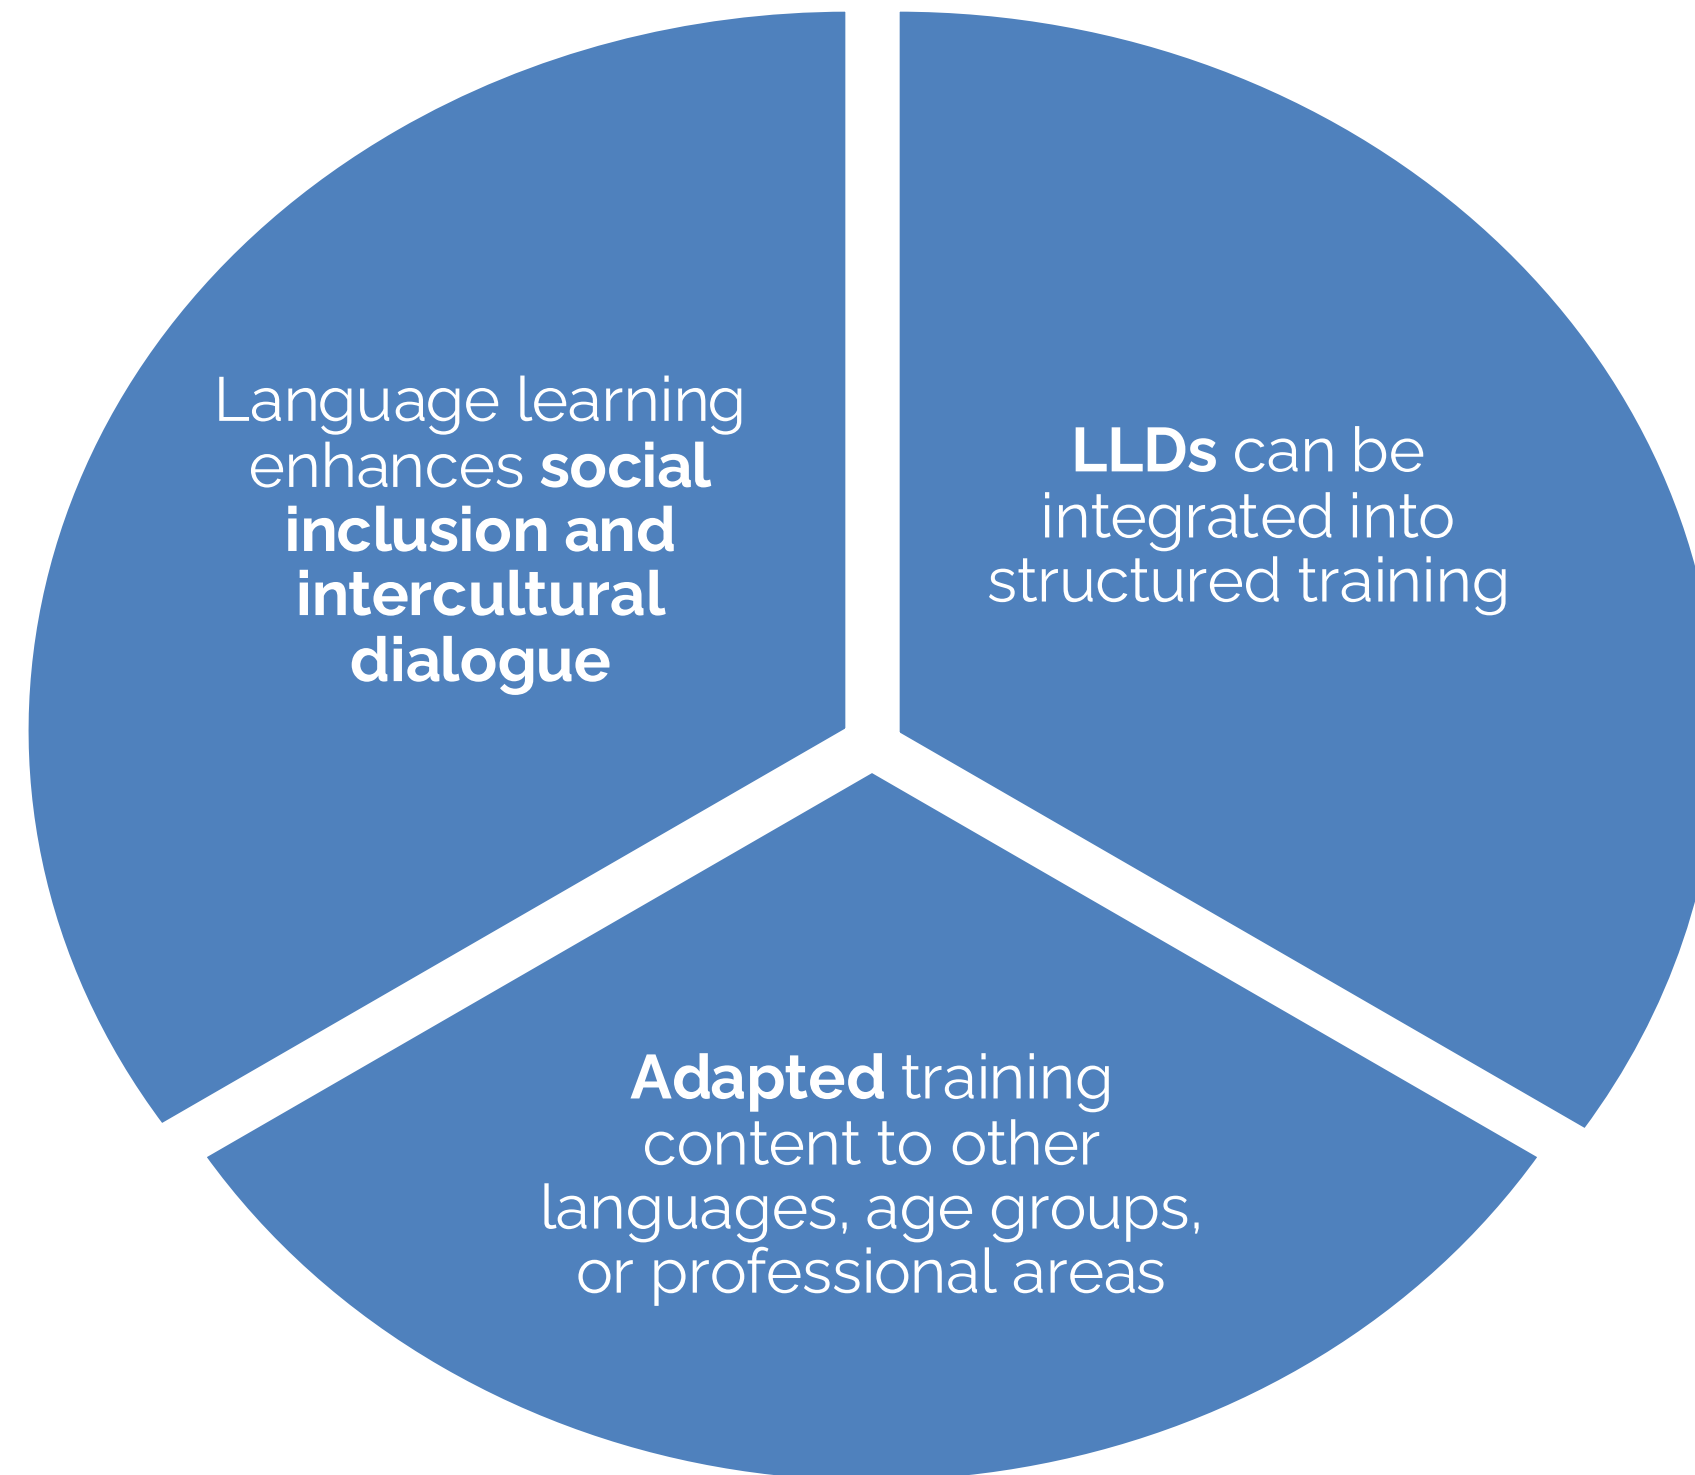 Language learning
enhances social
inclusion and
intercultural
dialogue
LLDs can be
integrated into
structured training
Adapted training
content to other
languages, age groups,
or professional areas